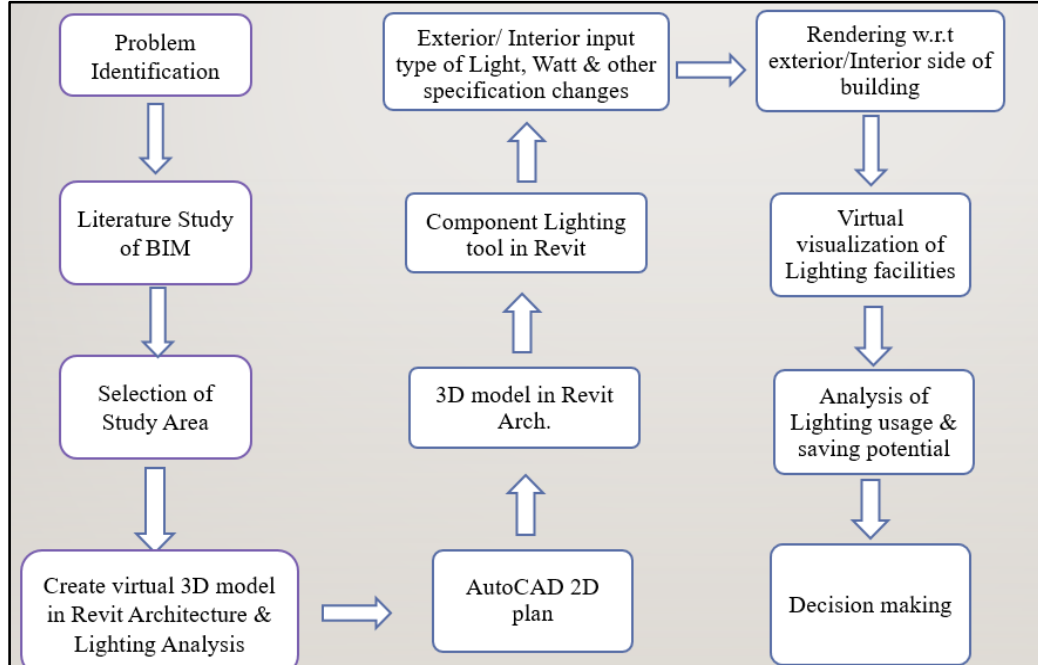 Problem
Identification
Literature Study
of BIM
Selection of
Study Area
Create virtual 3D model
in Revit Architecture &
Lighting Analysis
AutoCAD 2D
plan
3D model in Revit
Arch.
Component Lighting
tool in Revit
Exterior/ Interior input
type of Light, Watt & other
specification changes
Rendering w.r.t
exterior/Interior side of
building
Virtual
visualization of
Lighting facilities
Analysis of
Lighting usage &
saving potential
Decision making